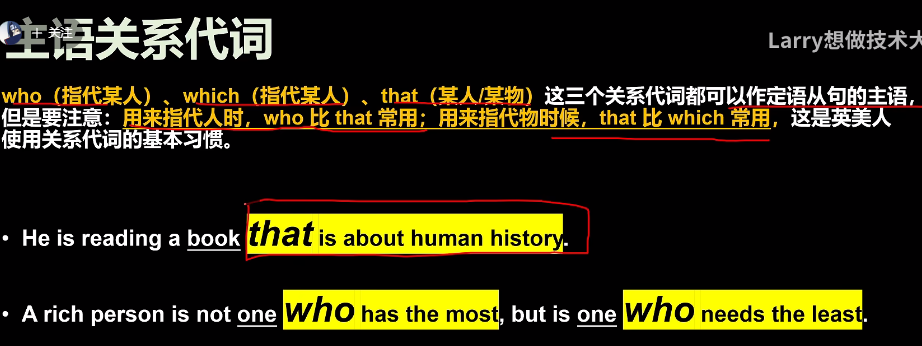 主语关系代词
+ 关注
Larry想做技术大
who（指代某人）、which（指代某人）、that（某人/某物）这三个关系代词都可以作定语从句的主语，
但是要注意：用来指代人时，who 比 that 常用；用来指代物时候，that 比 which 常用，这是英美人
使用关系代词的基本习惯。
• He is reading a book that is about human history.
• A rich person is not one who has the most, but is one who needs the least.